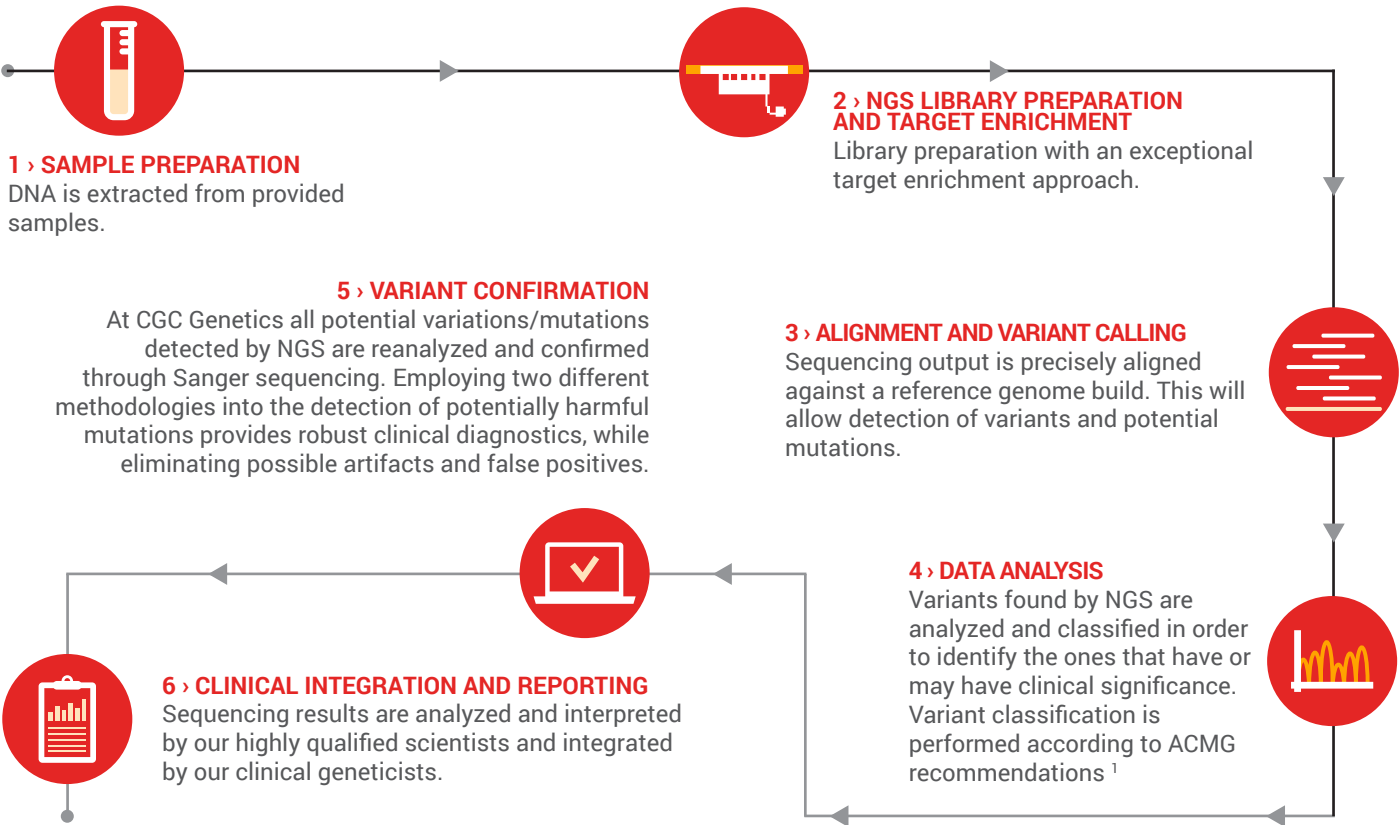 1 › SAMPLE PREPARATION
DNA is extracted from provided
samples.
2 › NGS LIBRARY PREPARATION
AND TARGET ENRICHMENT
Library preparation with an exceptional
target enrichment approach.
3 › ALIGNMENT AND VARIANT CALLING
Sequencing output is precisely aligned
against a reference genome build. This will
allow detection of variants and potential
mutations.
4 › DATA ANALYSIS
Variants found by NGS are
analyzed and classified in order
to identify the ones that have or
may have clinical significance.
Variant classification is
performed according to ACMG
recommendations ¹
5 › VARIANT CONFIRMATION
At CGC Genetics all potential variations/mutations
detected by NGS are reanalyzed and confirmed
through Sanger sequencing. Employing two different
methodologies into the detection of potentially harmful
mutations provides robust clinical diagnostics, while
eliminating possible artifacts and false positives.
6 › CLINICAL INTEGRATION AND REPORTING
Sequencing results are analyzed and interpreted
by our highly qualified scientists and integrated
by our clinical geneticists.